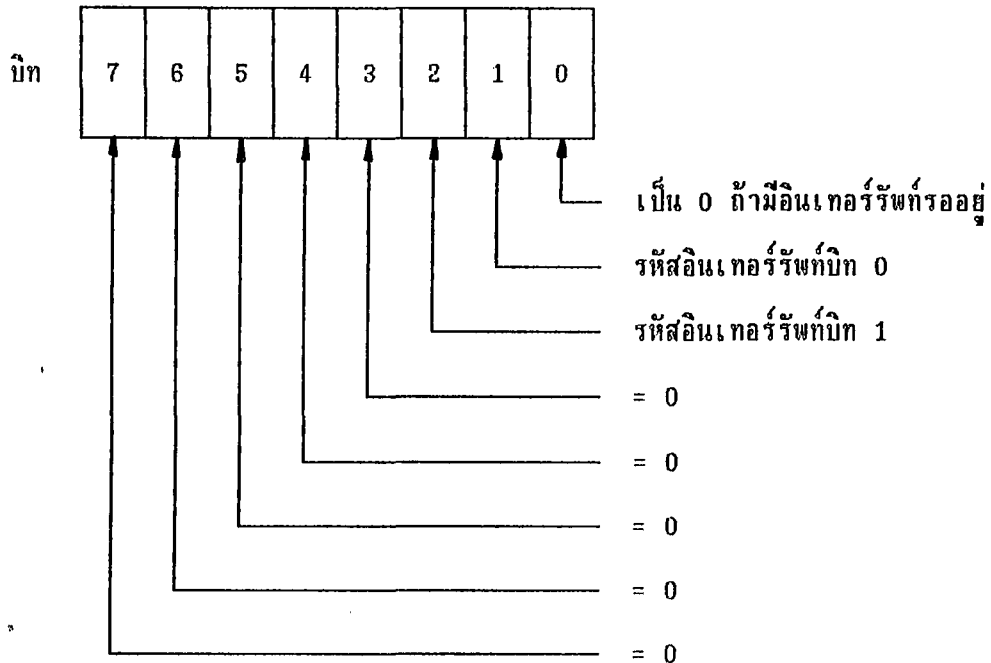 บิท 7 6 5 4 3 2 1 0
เป็น 0 ถ้ามีอินเทอร์รัพท์รออยู่
รหัสอินเทอร์รัพท์บิท 0
รหัสอินเทอร์รัพท์บิท 1
= 0
= 0
= 0
= 0
= 0